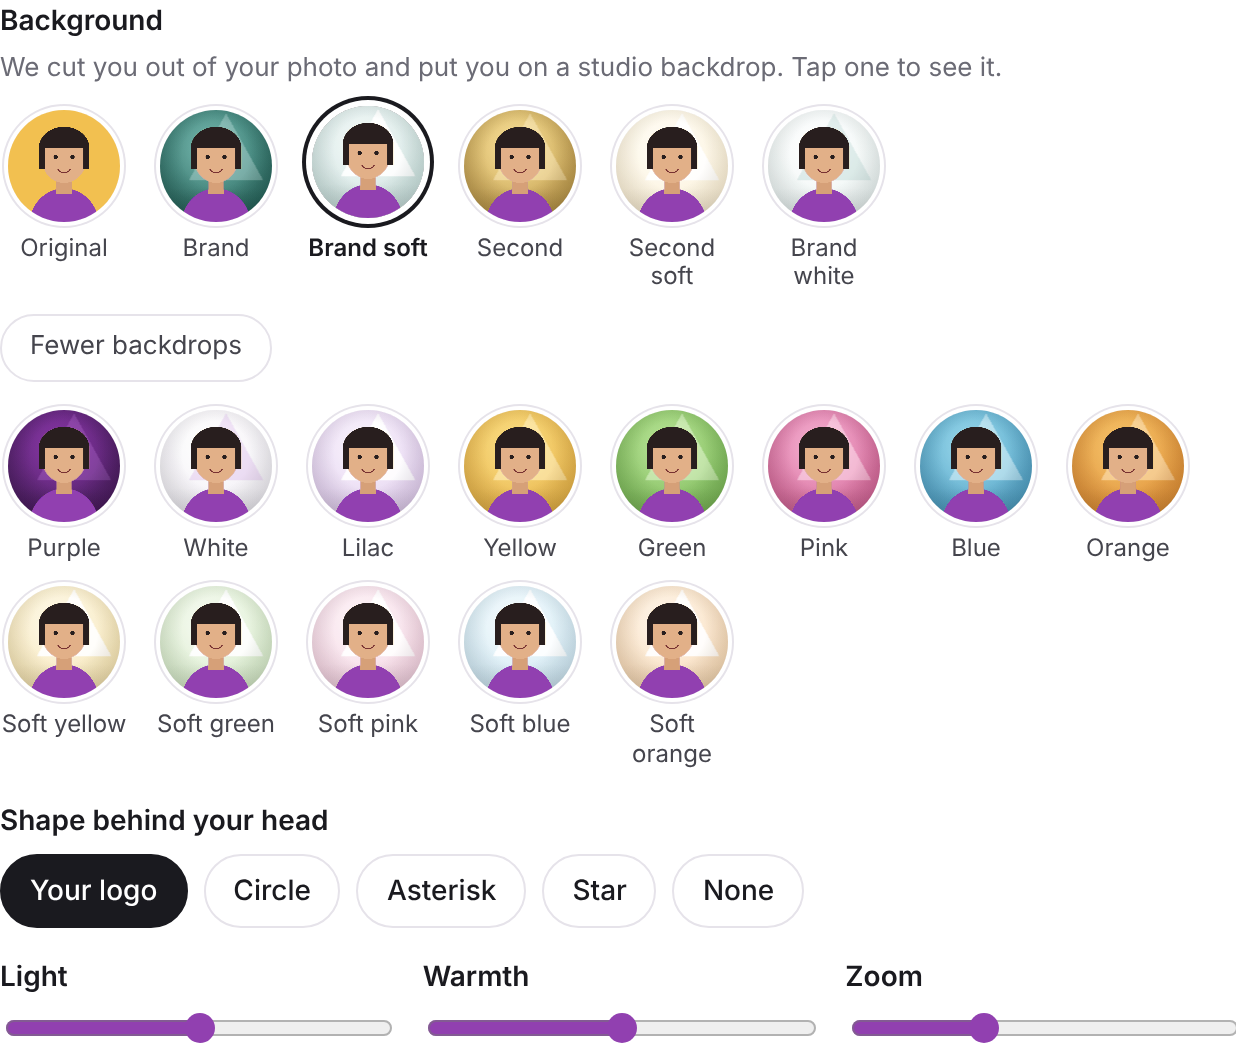 Background
We cut you out of your photo and put you on a studio backdrop. Tap one to see it.
Original
Brand
Brand soft
Second
Second soft
Brand white
Fewer backdrops
Purple
White
Lilac
Yellow
Green
Pink
Blue
Orange
Soft yellow
Soft green
Soft pink
Soft blue
Soft orange
Shape behind your head
Your logo
Circle
Asterisk
Star
None
Light
Warmth
Zoom